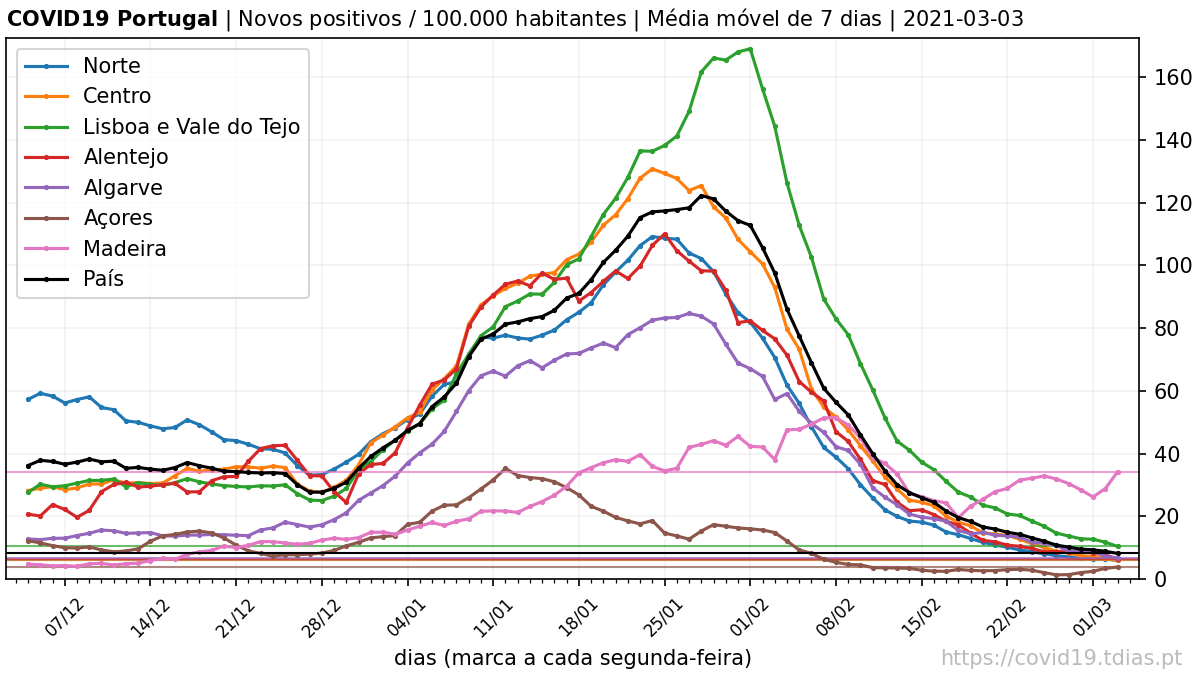 COVID19 Portugal | Novos positivos / 100.000 habitantes | Média móvel de 7 dias | 2021-03-03
Norte
Centro
Lisboa e Vale do Tejo
Alentejo
Algarve
Açores
Madeira
País
160
140
120
100
80
60
40
20
0
07/12
14/12
21/12
28/12
04/01
11/01
18/01
25/01
01/02
08/02
15/02
22/02
01/03
dias (marca a cada segunda-feira)
https://covid19.tdias.pt